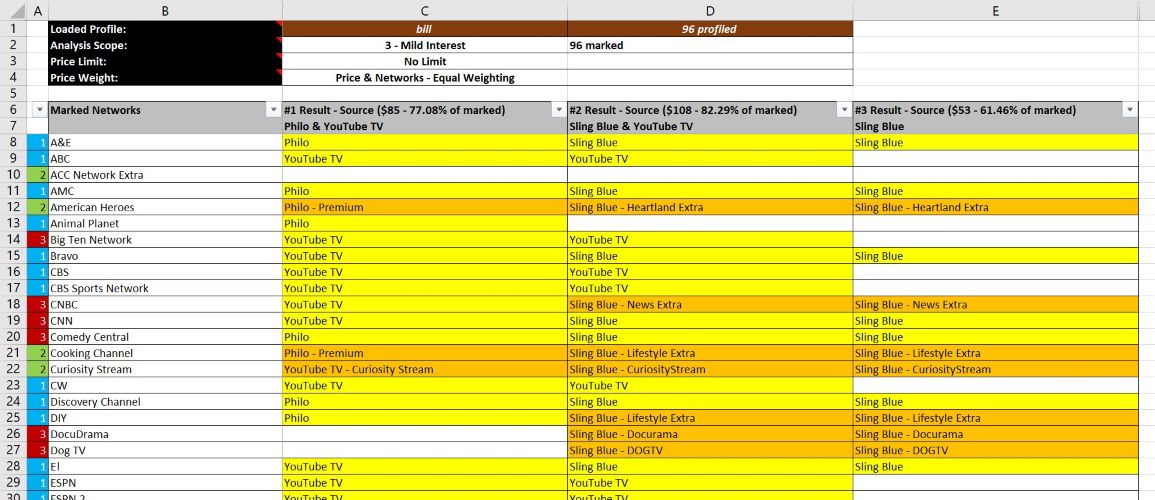 A B C D E
1 Loaded Profile: bill 96 profiled
2 Analysis Scope: 3 - Mild Interest 96 marked
3 Price Limit: No Limit
4 Price Weight: Price & Networks - Equal Weighting
5
6 Marked Networks #1 Result - Source ($85 - 77.08% of marked) #2 Result - Source ($108 - 82.29% of marked) #3 Result - Source ($53 - 61.46% of marked)
7 Philo & YouTube TV Sling Blue & YouTube TV Sling Blue
8 1 A&E Philo Sling Blue Sling Blue
9 1 ABC YouTube TV YouTube TV
10 2 ACC Network Extra
11 1 AMC Philo Sling Blue Sling Blue
12 2 American Heroes Philo - Premium Sling Blue - Heartland Extra Sling Blue - Heartland Extra
13 1 Animal Planet Philo
14 3 Big Ten Network YouTube TV YouTube TV
15 1 Bravo YouTube TV Sling Blue Sling Blue
16 1 CBS YouTube TV YouTube TV
17 1 CBS Sports Network YouTube TV YouTube TV
18 3 CNBC YouTube TV Sling Blue - News Extra Sling Blue - News Extra
19 3 CNN YouTube TV Sling Blue Sling Blue
20 3 Comedy Central Philo Sling Blue Sling Blue
21 2 Cooking Channel Philo - Premium Sling Blue - Lifestyle Extra Sling Blue - Lifestyle Extra
22 2 Curiosity Stream YouTube TV - Curiosity Stream Sling Blue - CuriosityStream Sling Blue - CuriosityStream
23 1 CW YouTube TV YouTube TV
24 1 Discovery Channel Philo Sling Blue Sling Blue
25 1 DIY Philo Sling Blue - Lifestyle Extra Sling Blue - Lifestyle Extra
26 3 DocuDrama Sling Blue - Docurama Sling Blue - Docurama
27 3 Dog TV Sling Blue - DOGTV Sling Blue - DOGTV
28 1 E! YouTube TV Sling Blue Sling Blue
29 1 ESPN YouTube TV YouTube TV
30 1 ESPN 2 YouTube TV YouTube TV